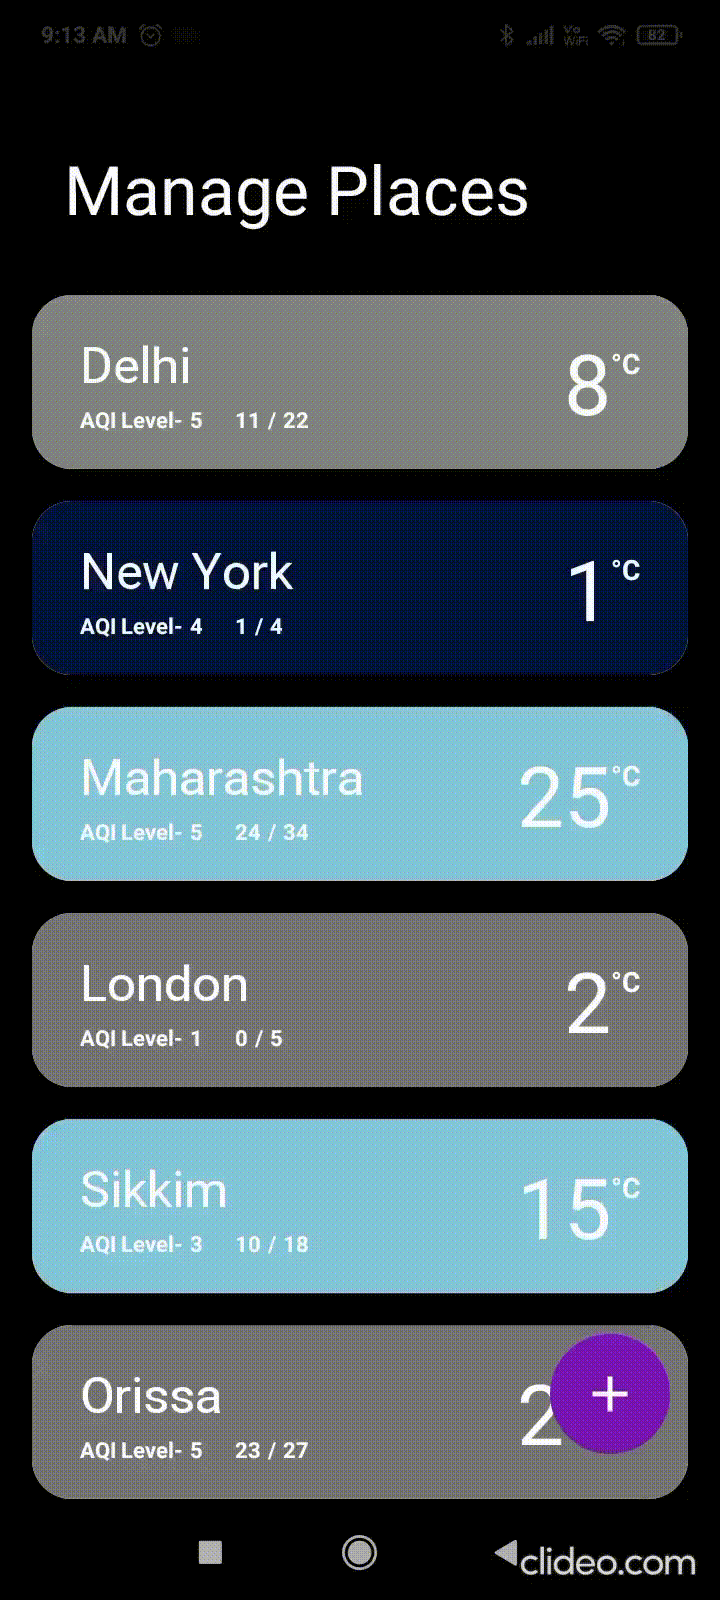 9:13 AM Vo WiFi 82
Manage Places
Delhi
8°C
AQI Level- 5 11 / 22
New York
1°C
AQI Level- 4 1 / 4
Maharashtra
25°C
AQI Level- 5 24 / 34
London
2°C
AQI Level- 1 0 / 5
Sikkim
15°C
AQI Level- 3 10 / 18
Orissa
2
+
AQI Level- 5 23 / 27
clideo.com